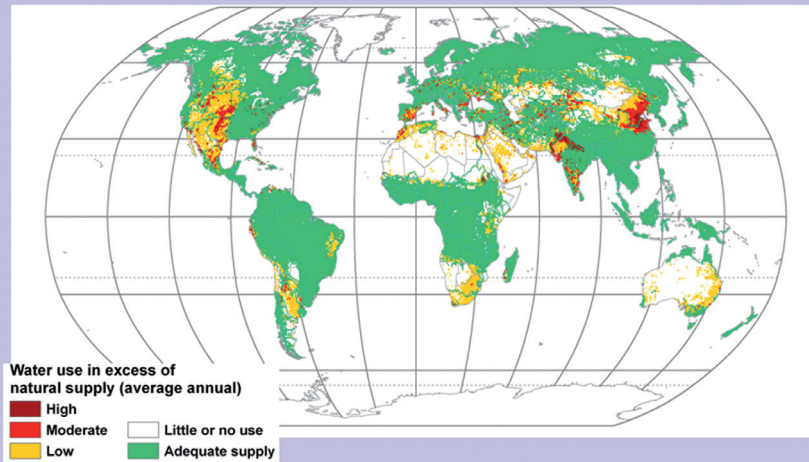 Water use in excess of
natural supply (average annual)
High
Moderate
Little or no use
Low
Adequate supply